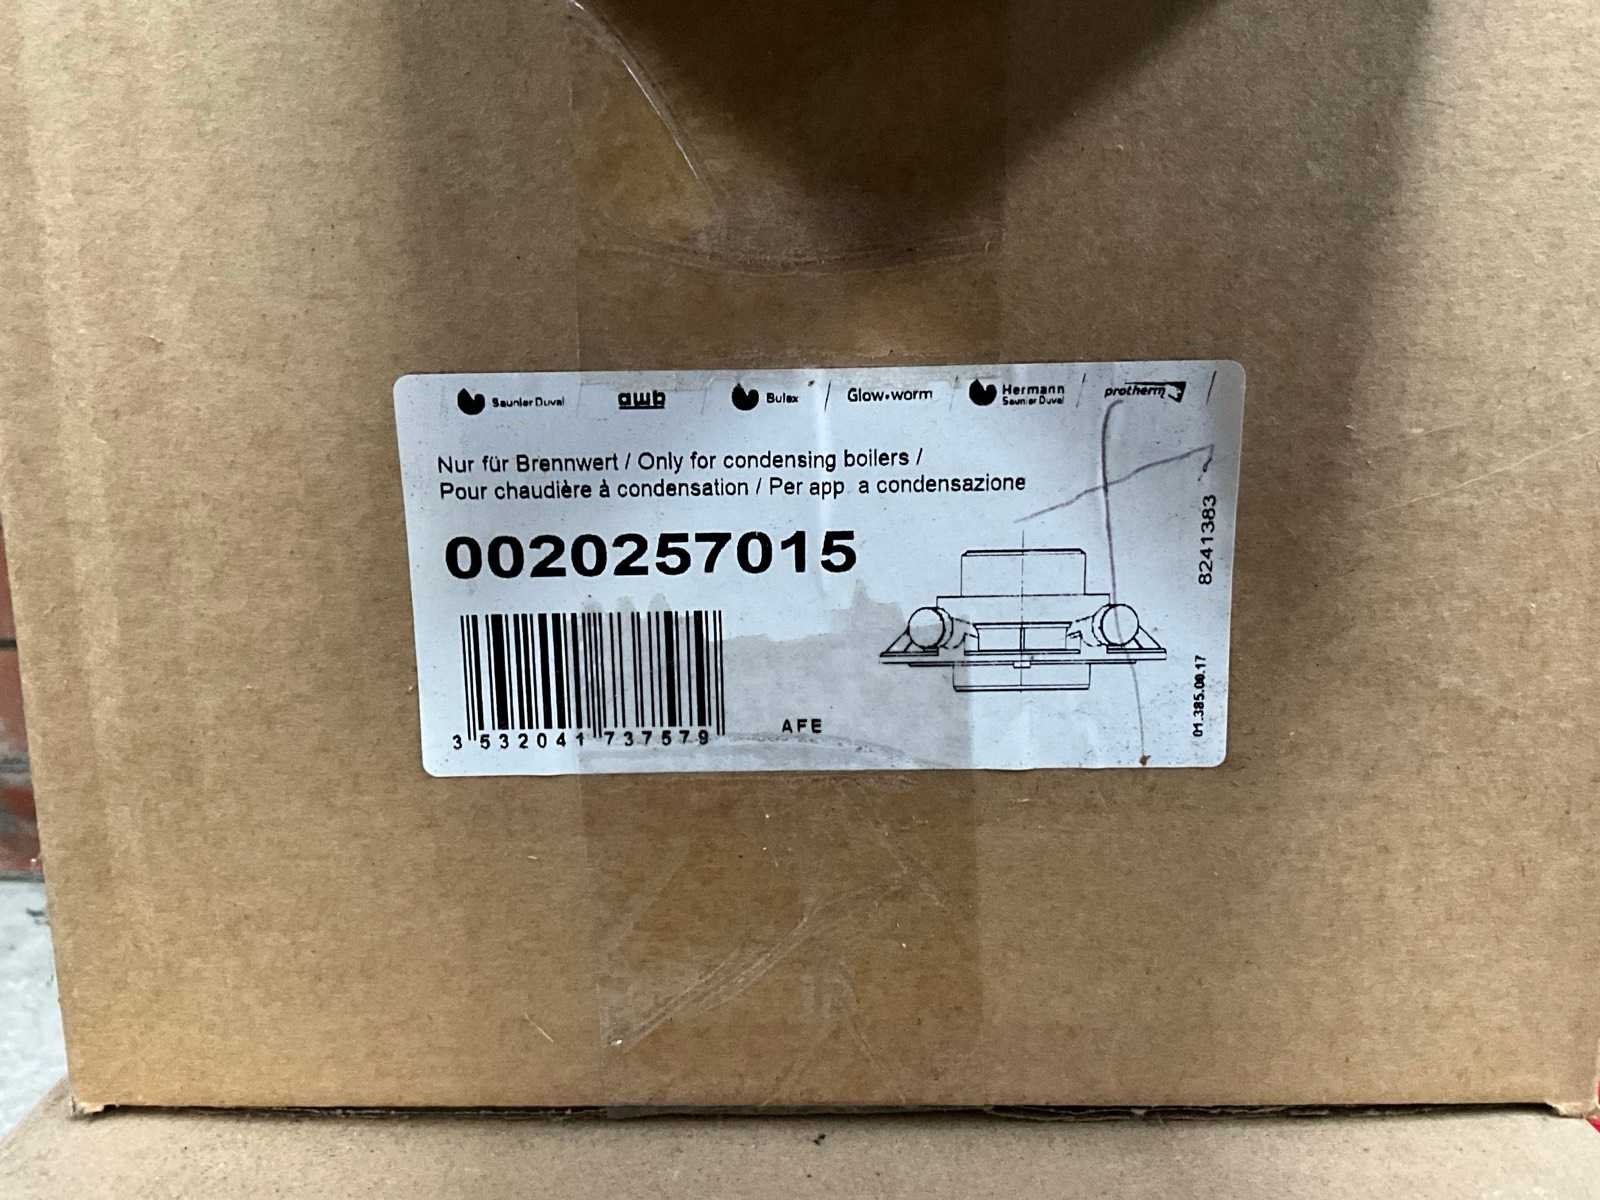 Saunier Duval / awb / Bulex / Glow-worm / Hermann Saunier Duval / protherm /
Nur für Brennwert / Only for condensing boilers /
Pour chaudière à condensation / Per app. a condensazione
0020257015
3 532041 737579
AFE
8241383
01.385.00.17